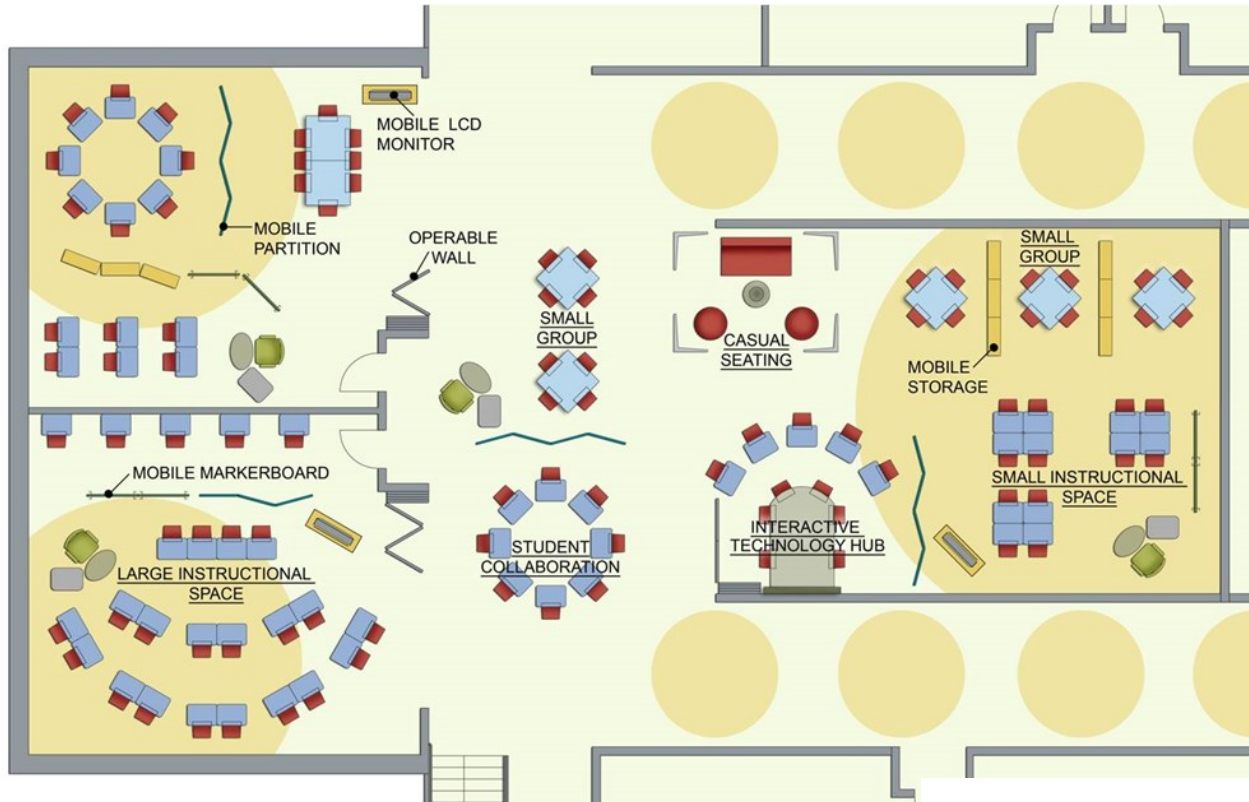 MOBILE LCD
MONITOR
MOBILE
PARTITION
OPERABLE
WALL
SMALL
GROUP
CASUAL
SEATING
SMALL
GROUP
MOBILE
STORAGE
MOBILE MARKERBOARD
LARGE INSTRUCTIONAL
SPACE
STUDENT
COLLABORATION
INTERACTIVE
TECHNOLOGY HUB
SMALL INSTRUCTIONAL
SPACE